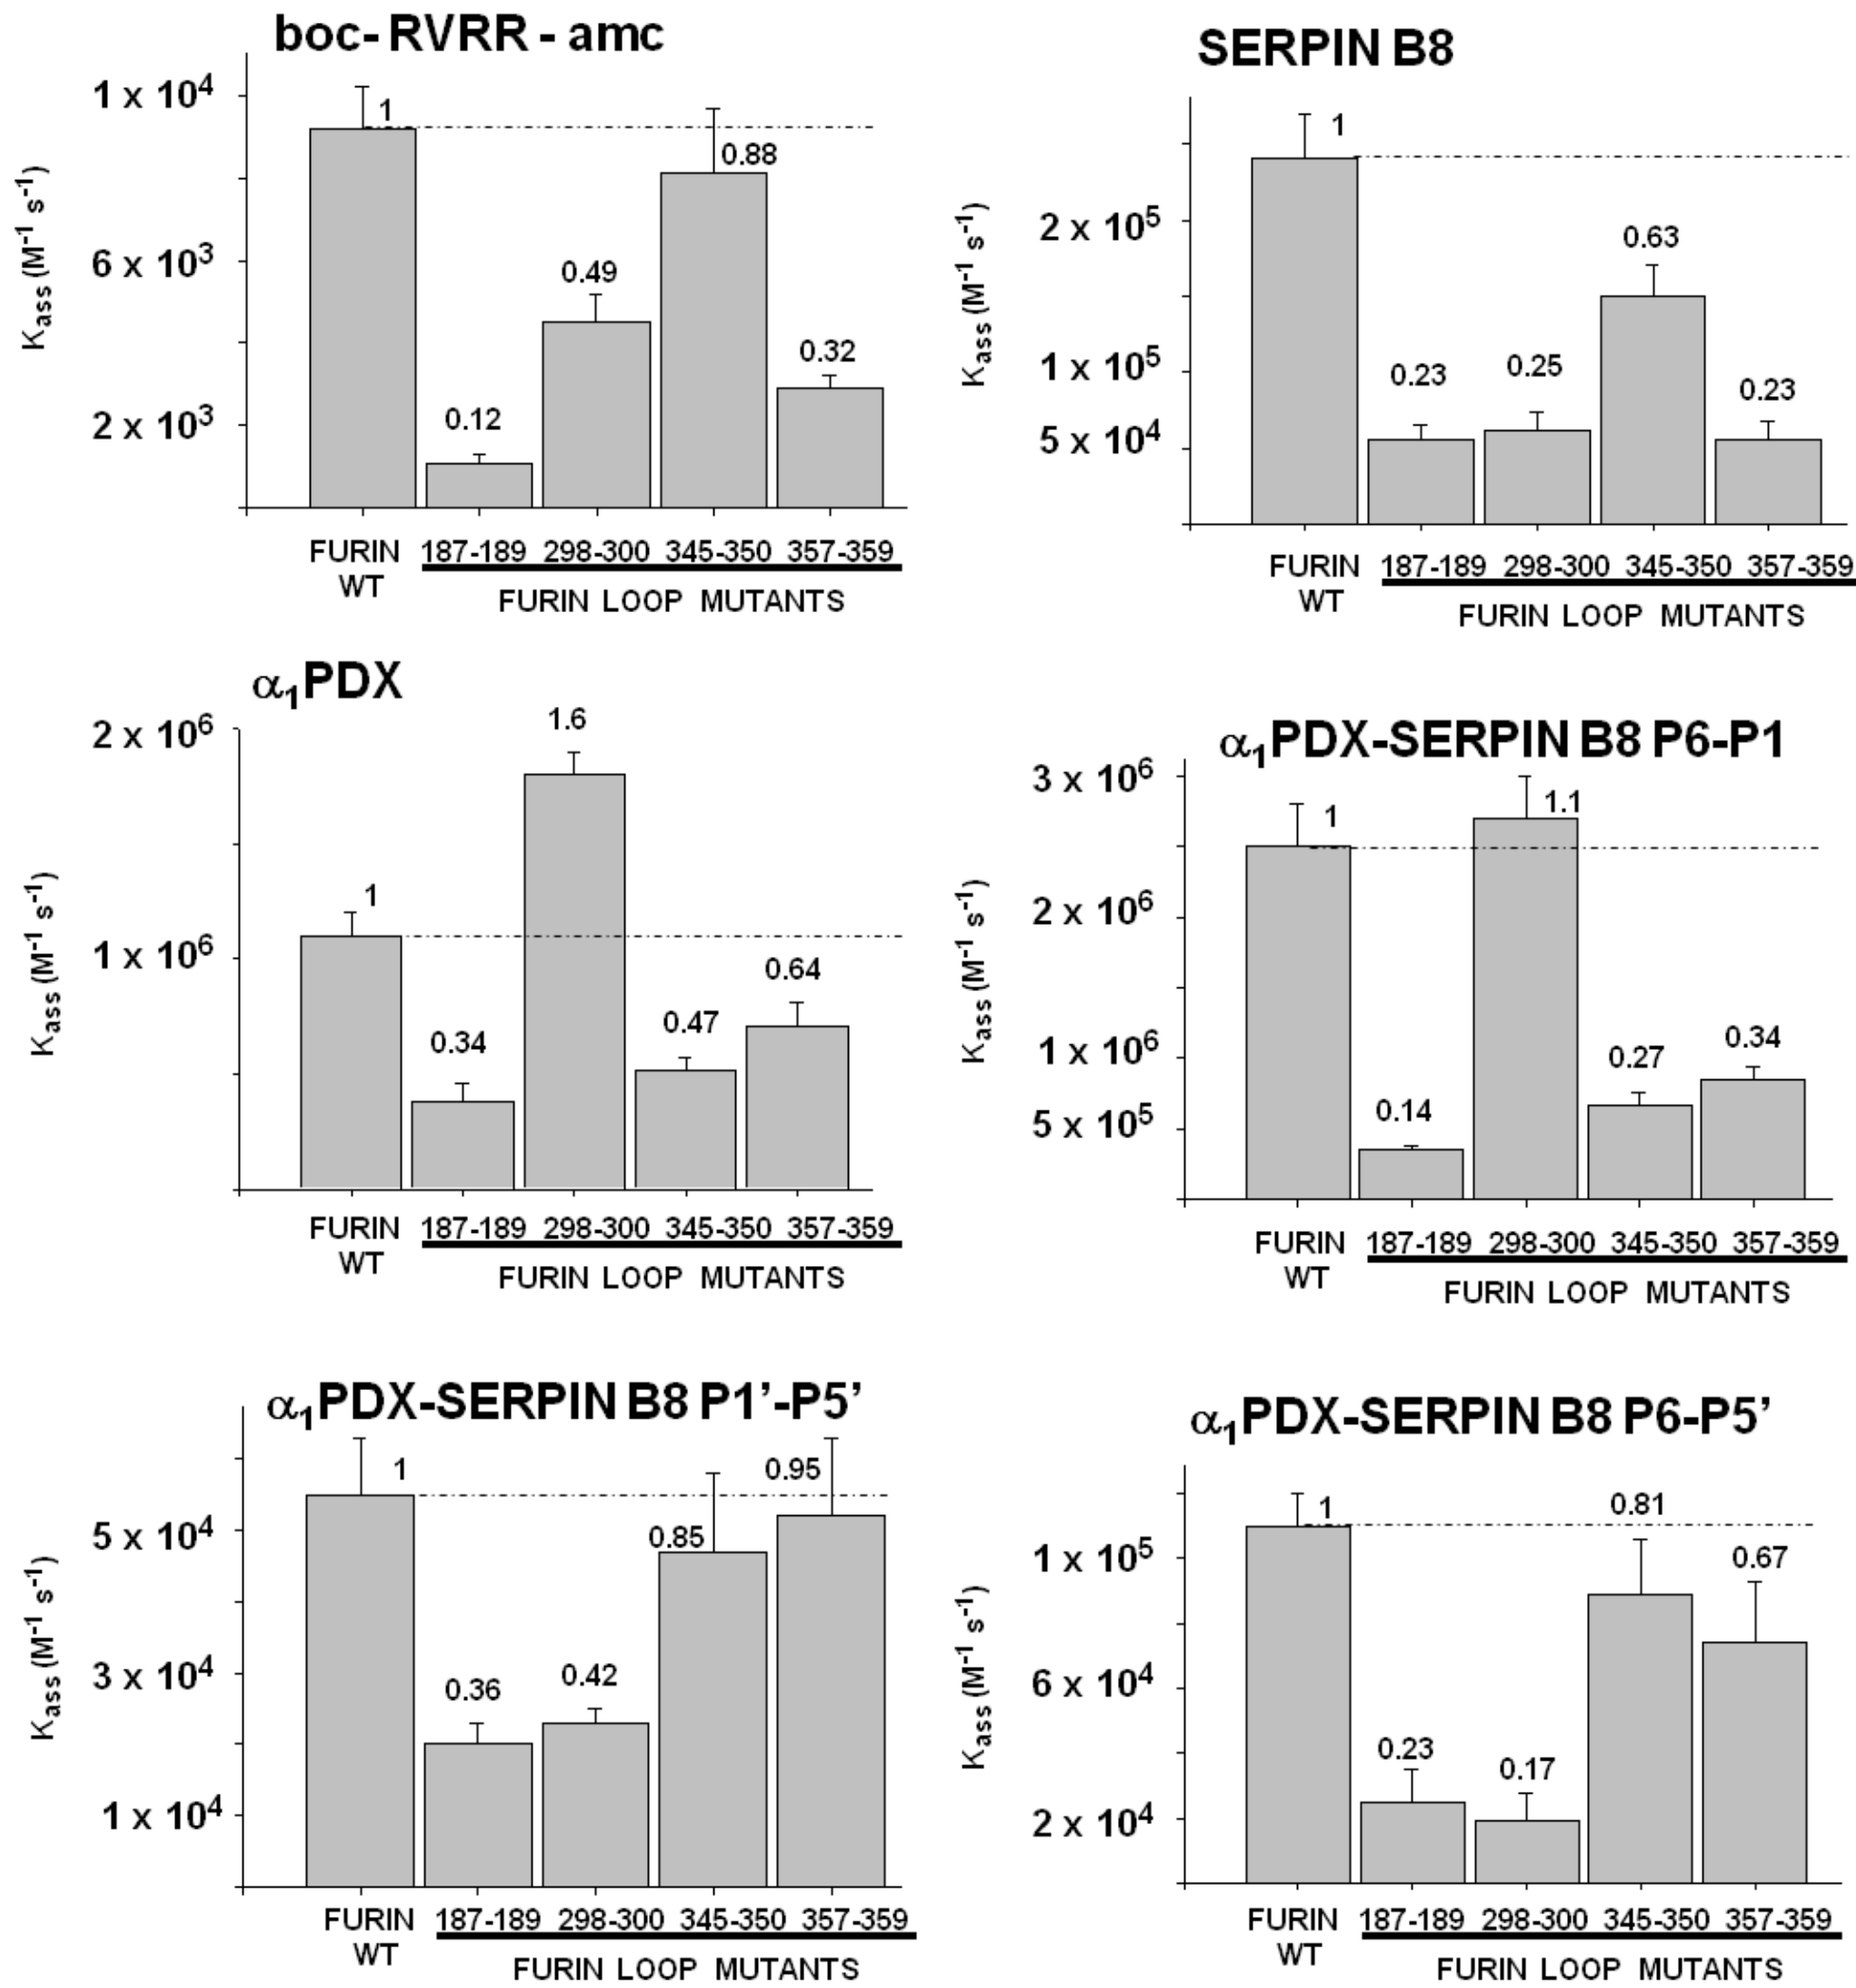 boc- RVRR - amc
Kass (M-1 s-1)
1 x 10^4
6 x 10^3
2 x 10^3
1
0.12
0.49
0.88
0.32
FURIN WT
187-189 298-300 345-350 357-359
FURIN LOOP MUTANTS
SERPIN B8
Kass (M-1 s-1)
2 x 10^5
1 x 10^5
5 x 10^4
1
0.23
0.25
0.63
0.23
FURIN WT
187-189 298-300 345-350 357-359
FURIN LOOP MUTANTS
α1PDX
Kass (M-1 s-1)
2 x 10^6
1 x 10^6
1
0.34
1.6
0.47
0.64
FURIN WT
187-189 298-300 345-350 357-359
FURIN LOOP MUTANTS
α1PDX-SERPIN B8 P6-P1
Kass (M-1 s-1)
3 x 10^6
2 x 10^6
1 x 10^6
5 x 10^5
1
0.14
1.1
0.27
0.34
FURIN WT
187-189 298-300 345-350 357-359
FURIN LOOP MUTANTS
α1PDX-SERPIN B8 P1’-P5’
Kass (M-1 s-1)
5 x 10^4
3 x 10^4
1 x 10^4
1
0.36
0.42
0.85
0.95
FURIN WT
187-189 298-300 345-350 357-359
FURIN LOOP MUTANTS
α1PDX-SERPIN B8 P6-P5’
Kass (M-1 s-1)
1 x 10^5
6 x 10^4
2 x 10^4
1
0.23
0.17
0.81
0.67
FURIN WT
187-189 298-300 345-350 357-359
FURIN LOOP MUTANTS